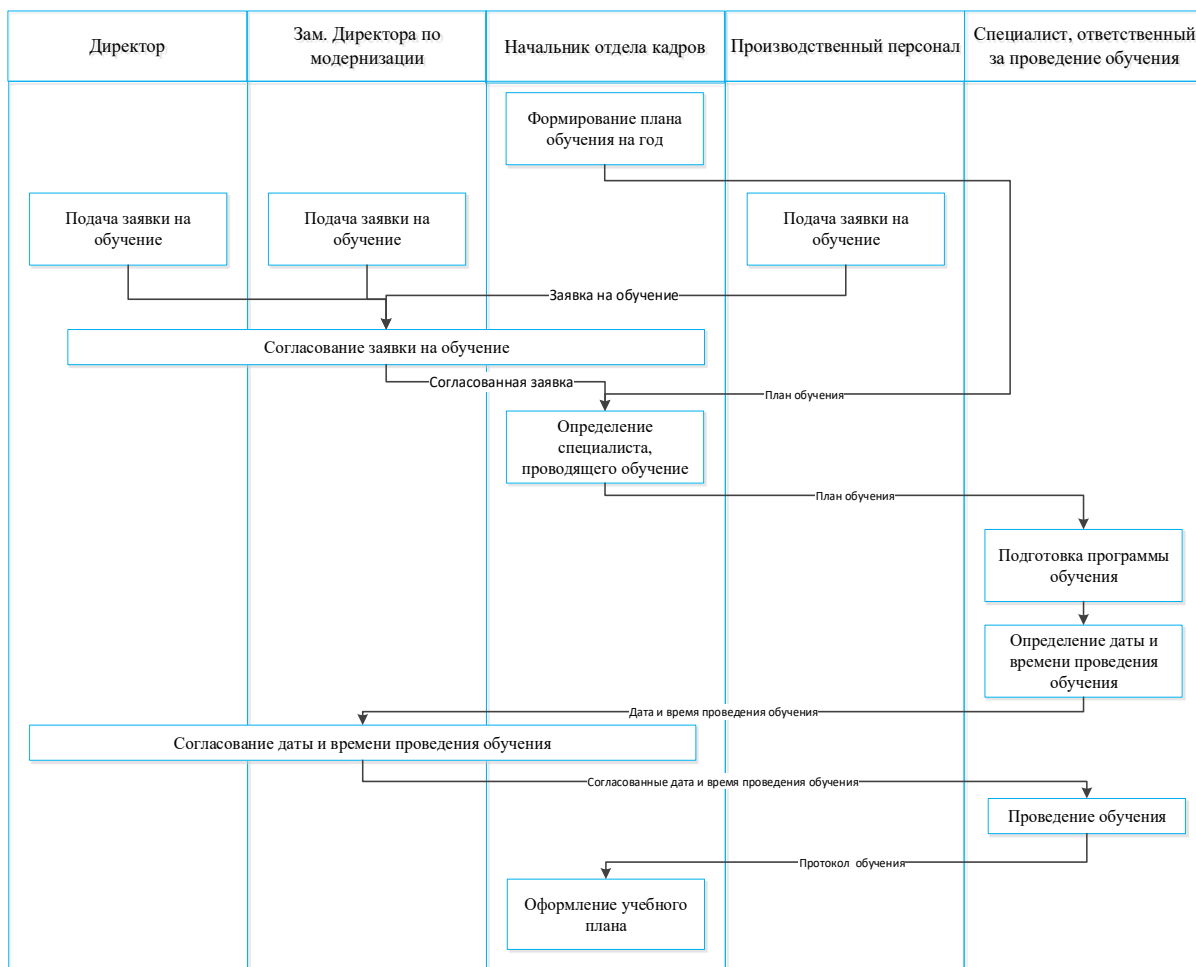 Директор
Зам. Директора по
модернизации
Начальник отдела кадров
Производственный персонал
Специалист, ответственный
за проведение обучения
Формирование плана
обучения на год
Подача заявки на
обучение
Подача заявки на
обучение
Подача заявки на
обучение
Заявка на обучение
Согласование заявки на обучение
Согласованная заявка
План обучения
Определение
специалиста,
проводящего обучение
План обучения
Подготовка программы
обучения
Определение даты и
времени проведения
обучения
Дата и время проведения обучения
Согласование даты и времени проведения обучения
Согласованные дата и время проведения обучения
Проведение обучения
Протокол обучения
Оформление учебного
плана